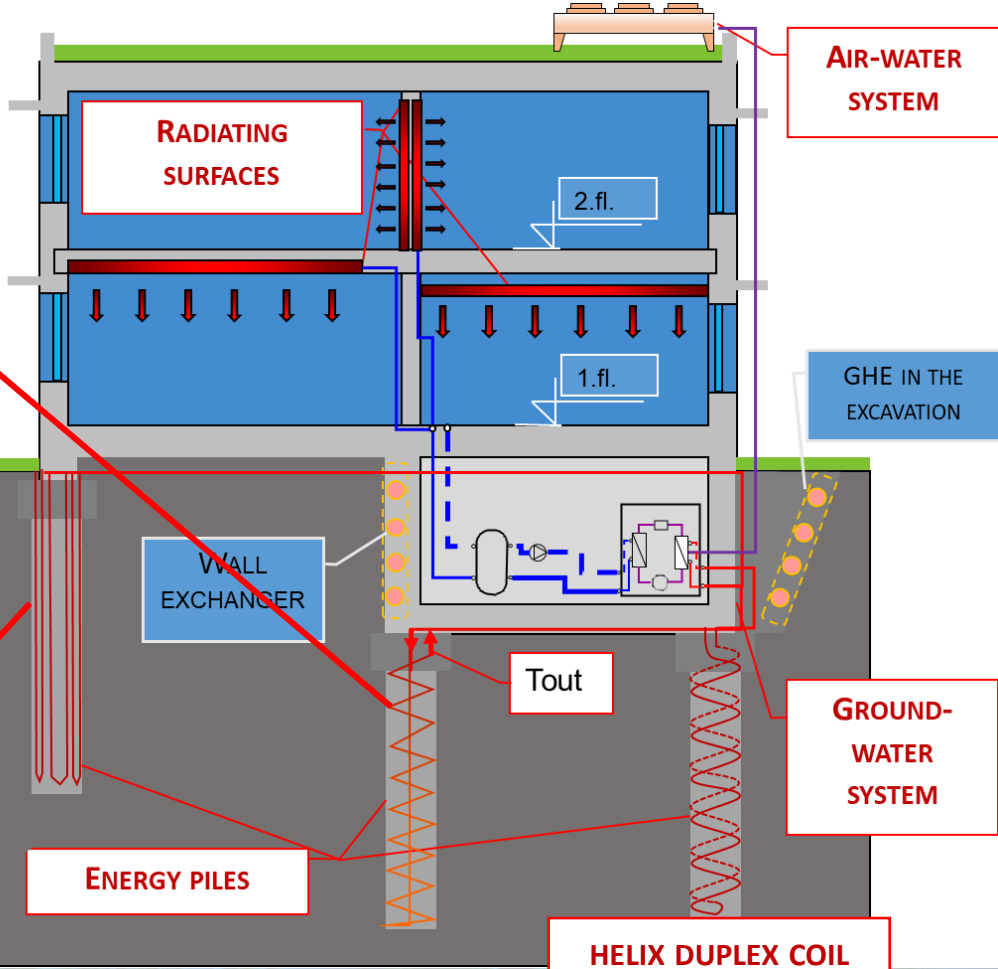 AIR-WATER
SYSTEM
RADIATING
SURFACES
2.fl.
1.fl.
GHE IN THE
EXCAVATION
WALL
EXCHANGER
Tout
GROUND-
WATER
SYSTEM
ENERGY PILES
HELIX DUPLEX COIL